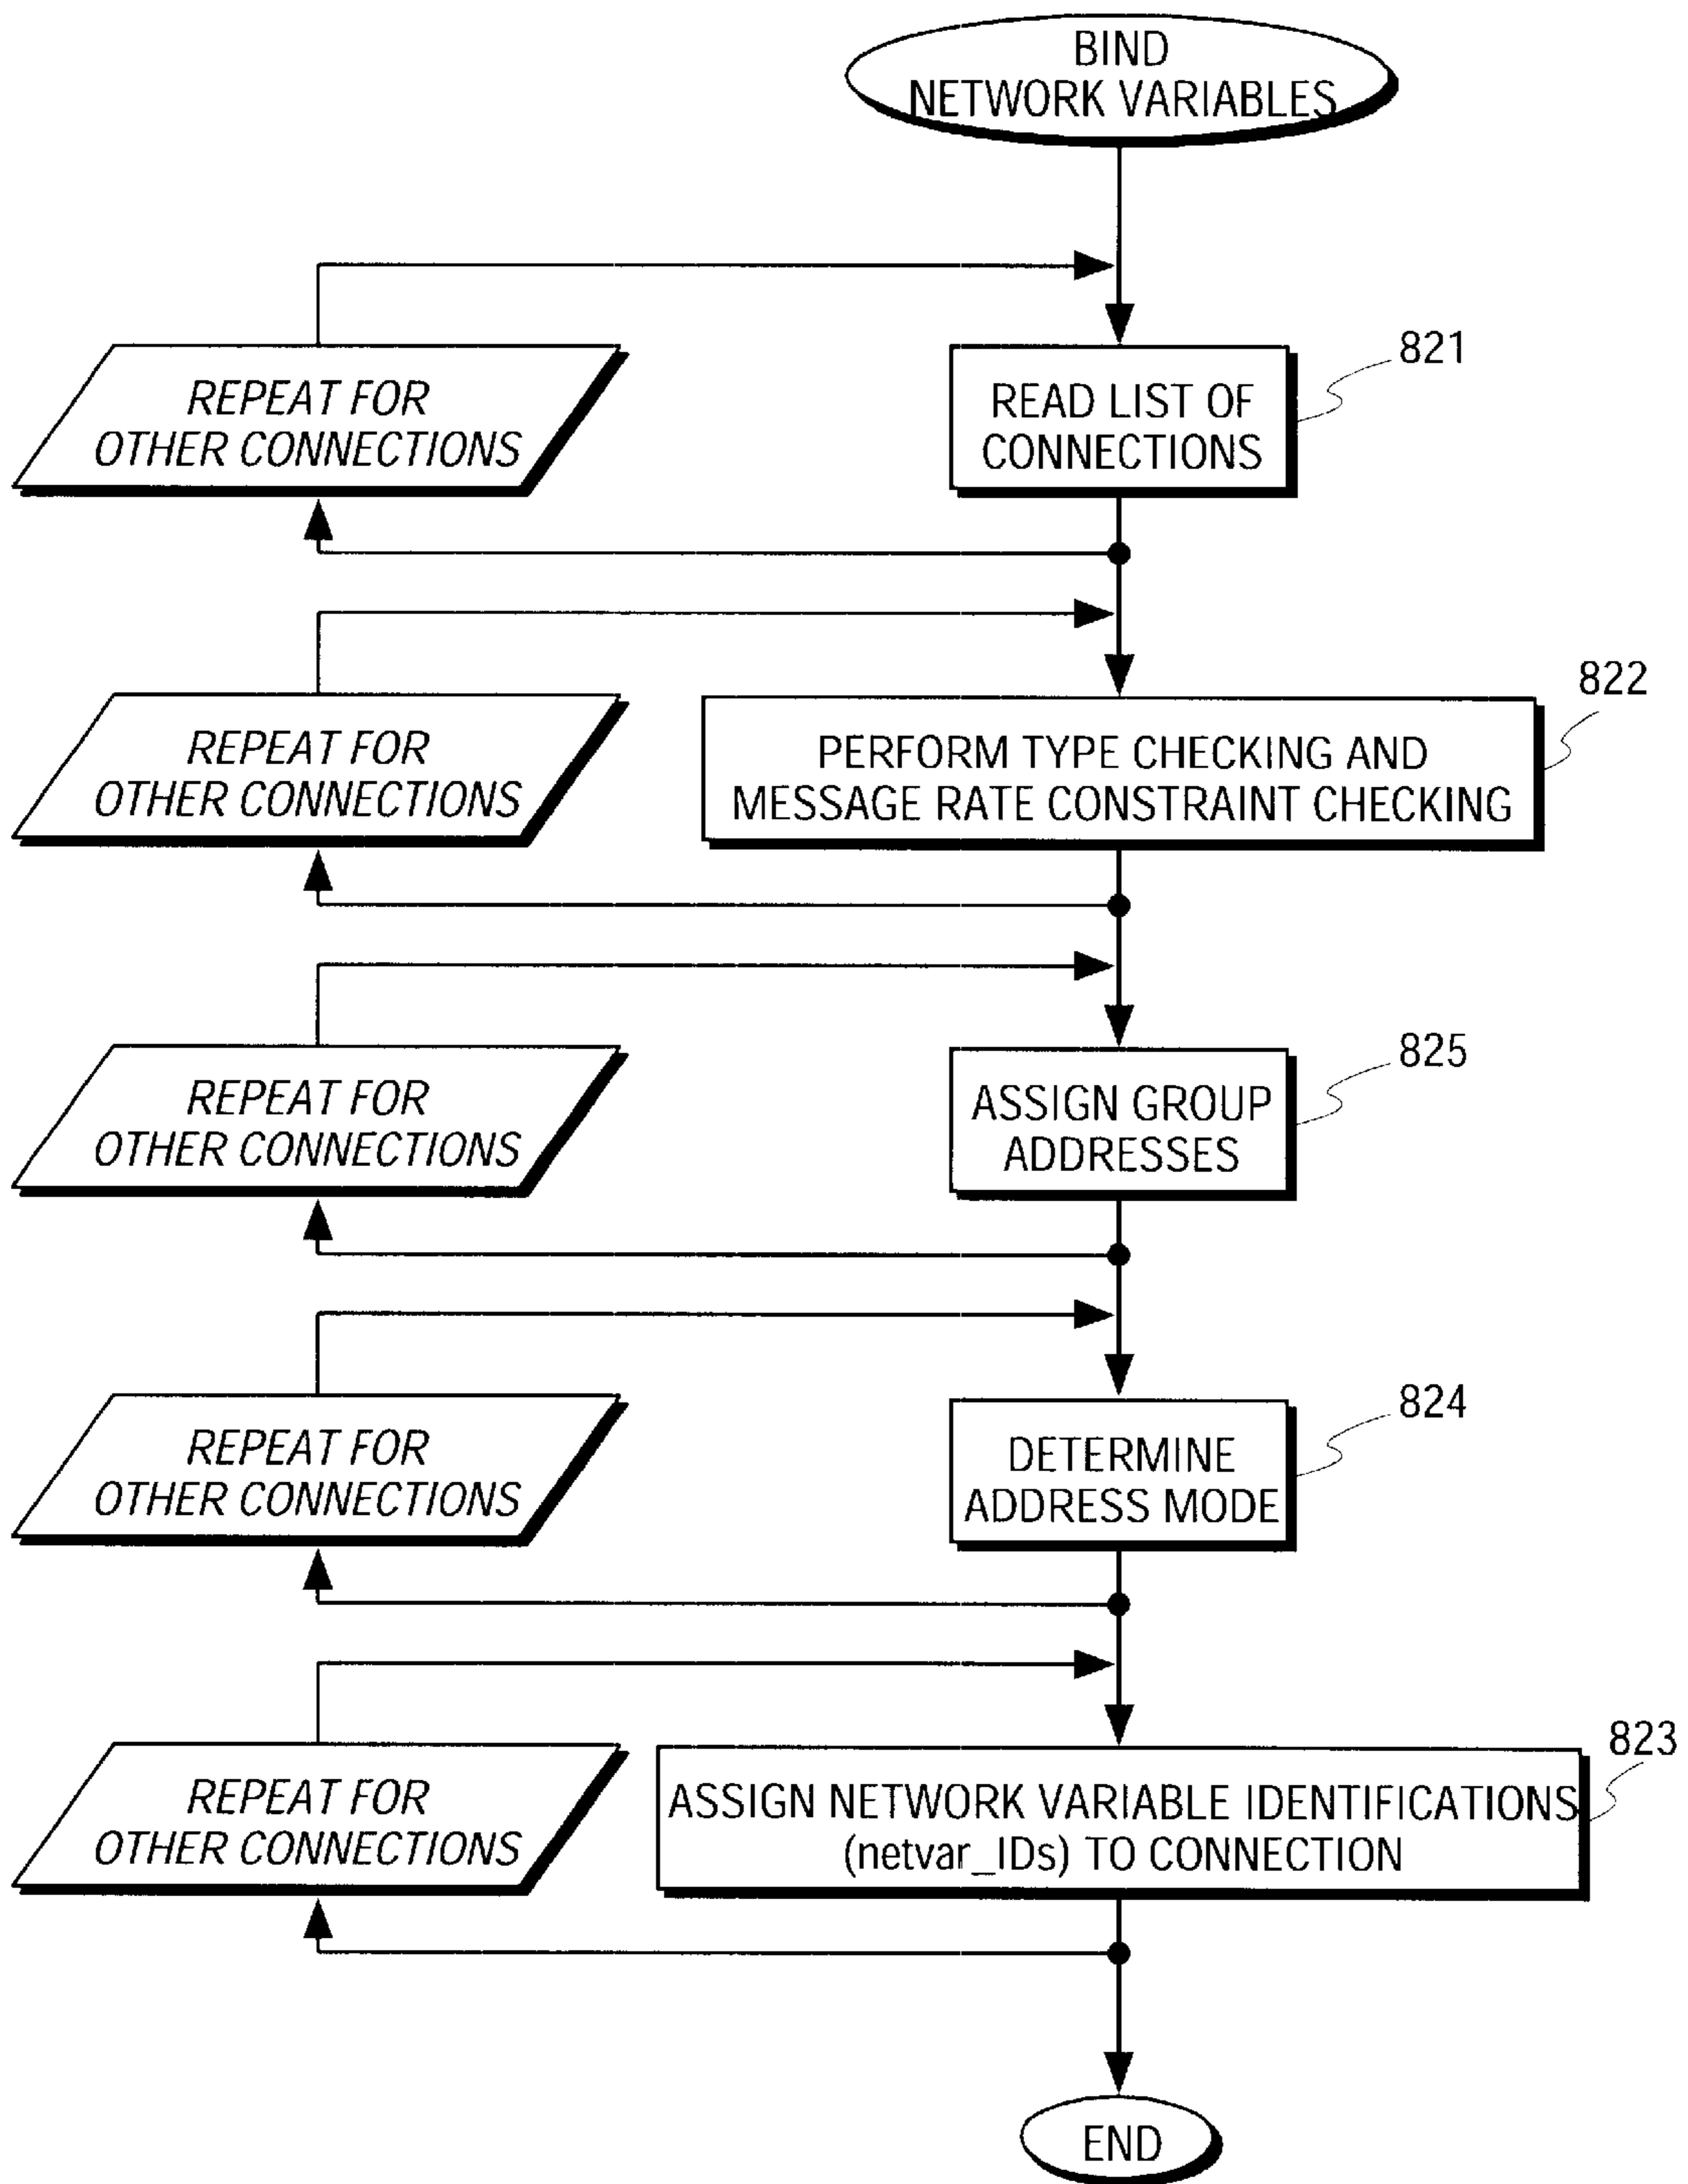 BIND
NETWORK VARIABLES
821
REPEAT FOR
OTHER CONNECTIONS
READ LIST OF
CONNECTIONS
822
REPEAT FOR
OTHER CONNECTIONS
PERFORM TYPE CHECKING AND
MESSAGE RATE CONSTRAINT CHECKING
825
REPEAT FOR
OTHER CONNECTIONS
ASSIGN GROUP
ADDRESSES
824
REPEAT FOR
OTHER CONNECTIONS
DETERMINE
ADDRESS MODE
823
REPEAT FOR
OTHER CONNECTIONS
ASSIGN NETWORK VARIABLE IDENTIFICATIONS
(netvar_IDs) TO CONNECTION
END